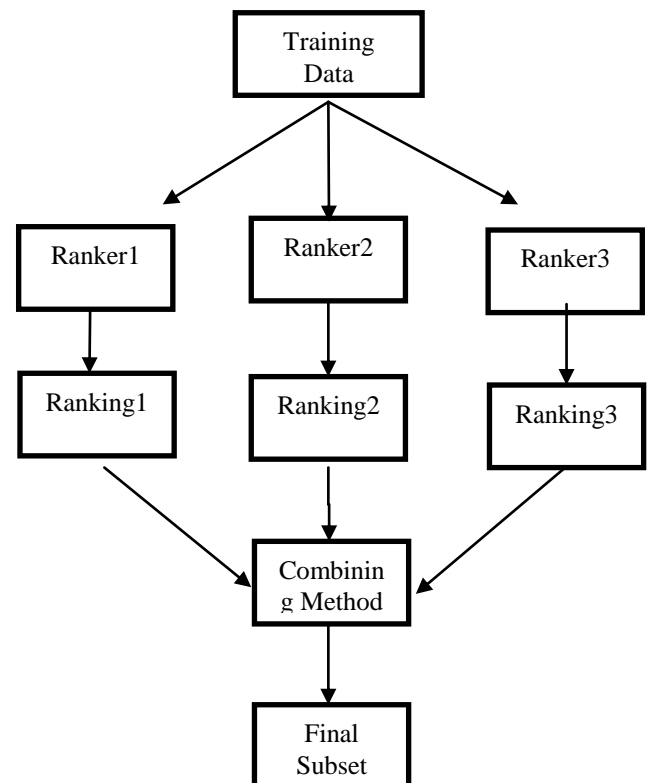 Training
Data
Ranker1
Ranker2
Ranker3
Ranking1
Ranking2
Ranking3
Combinin
g Method
Final
Subset